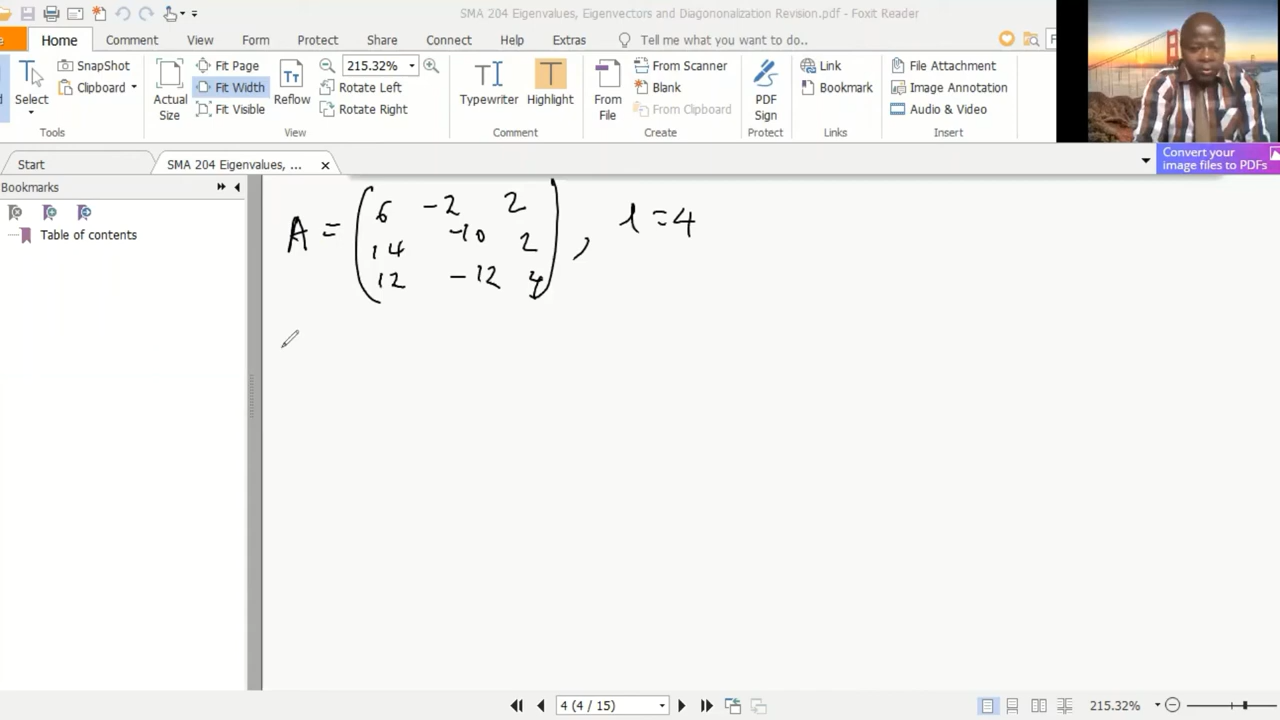 SMA 204 Eigenvalues, Eigenvectors and Diagononalization Revision.pdf - Foxit Reader
Home Comment View Form Protect Share Connect Help Extras Tell me what you want to do..
Select
SnapShot
Clipboard
Tools
Actual Size
Fit Page
Fit Width
Fit Visible
Reflow
215.32%
Rotate Left
Rotate Right
View
Typewriter
Highlight
Comment
From File
From Scanner
Blank
From Clipboard
Create
PDF Sign
Protect
Link
Bookmark
Links
File Attachment
Image Annotation
Audio & Video
Insert
Start
SMA 204 Eigenvalues, ...
Convert your
image files to PDFs
Bookmarks
Table of contents
A = ( 6 -2 2
14 -10 2
12 -12 4 ) , λ = 4
4 (4 / 15)
215.32%